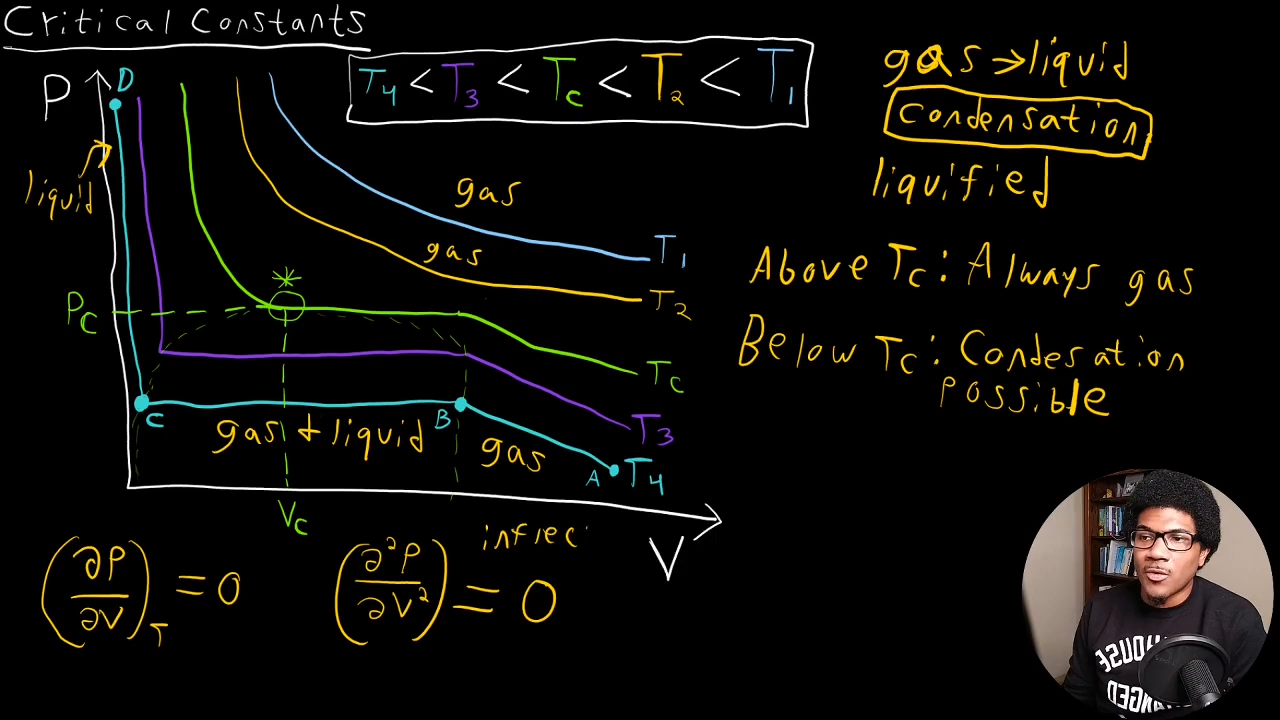 Critical Constants
T4 < T3 < Tc < T2 < T1
gas → liquid
Condensation
liquified
P
D
liquid
gas
T1
gas
T2
Above Tc: Always gas
*
Pc
Tc
Below Tc: Condesation
possible
C
B
T3
gas + liquid
gas
A
T4
Vc
V
inflec
(∂P/∂V)T = 0
(∂²P/∂V²) = 0
HOUSE